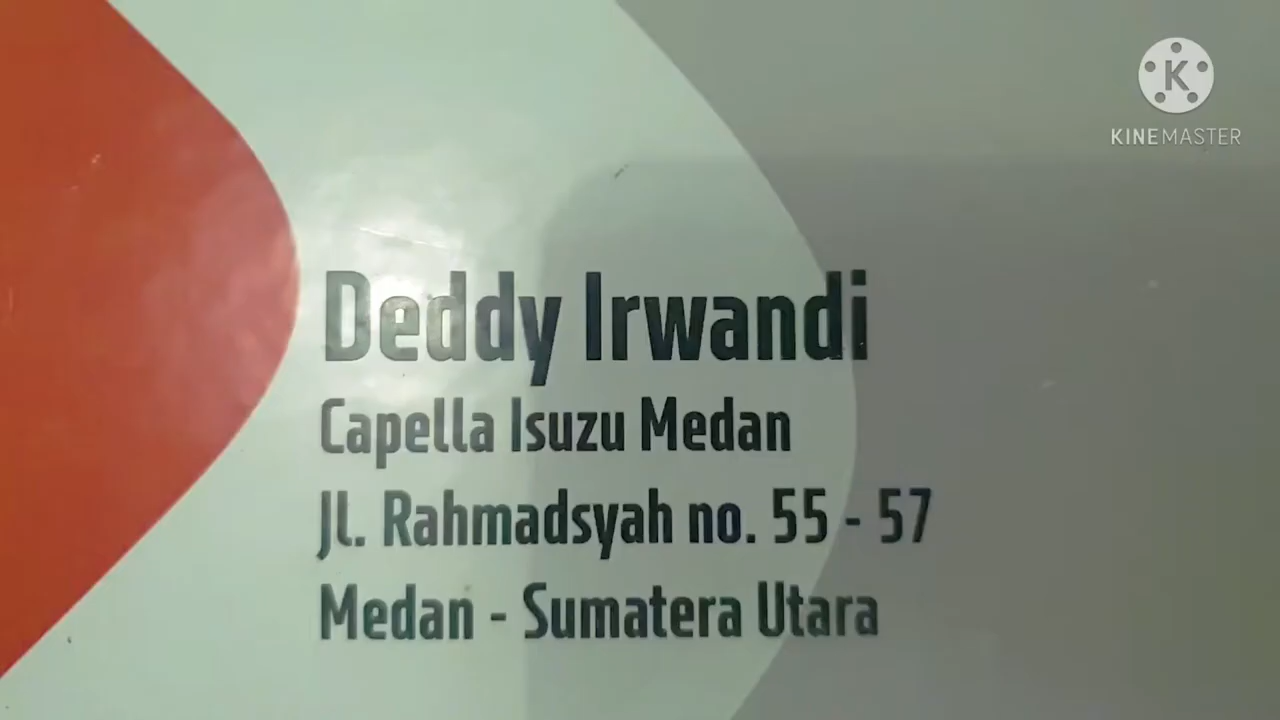 K
KINEMASTER
Deddy Irwandi
Capella Isuzu Medan
Jl. Rahmadsyah no. 55 - 57
Medan - Sumatera Utara